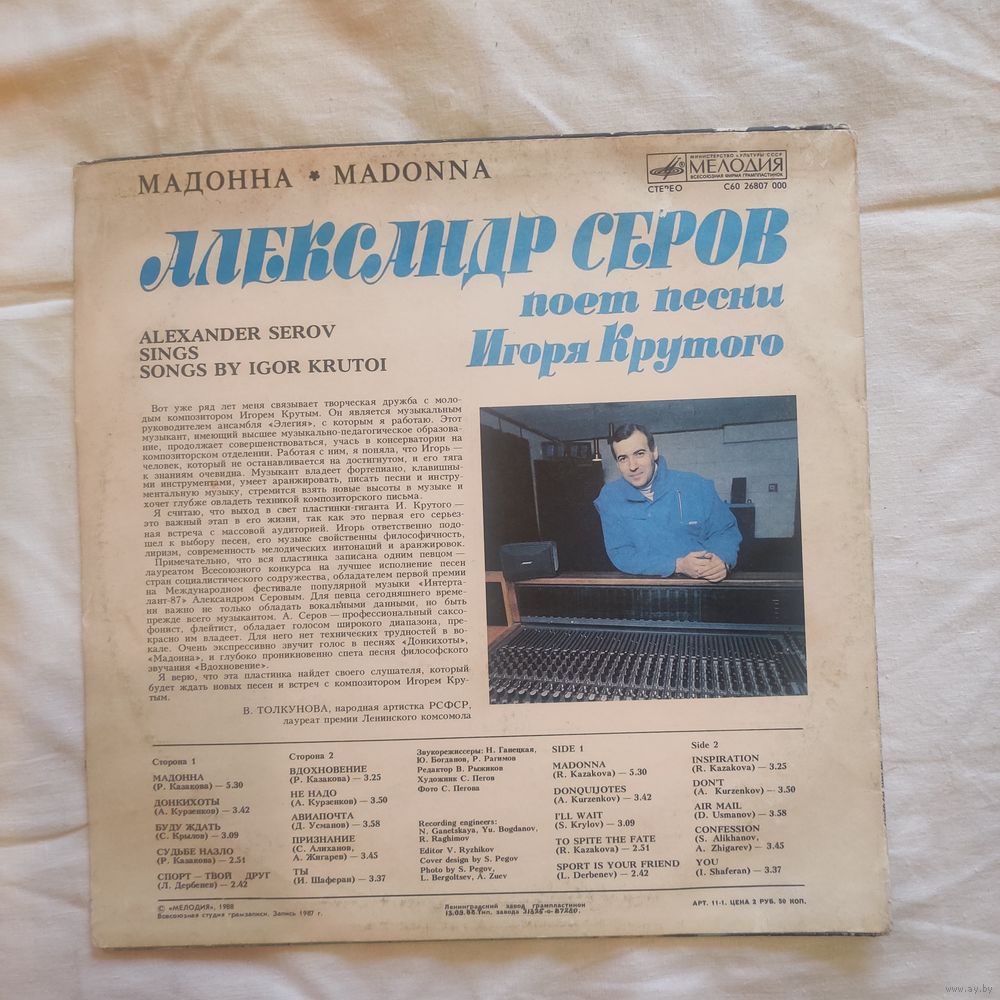 МАДОННА * MADONNA
МИНИСТЕРСТВО КУЛЬТУРЫ СССР
МЕЛОДИЯ
ВСЕСОЮЗНАЯ ФИРМА ГРАМПЛАСТИНОК
СТЕРЕО С60 26807 000
АЛЕКСАНДР СЕРОВ
поет песни
Игоря Крутого
ALEXANDER SEROV
SINGS
SONGS BY IGOR KRUTOI
Вот уже ряд лет меня связывает творческая дружба с моло-
дым композитором Игорем Крутым. Он является музыкальным
руководителем ансамбля «Элегия», с которым я работаю. Этот
музыкант, имеющий высшее музыкально-педагогическое образова-
ние, продолжает совершенствоваться, учась в консерватории на
композиторском отделении. Работая с ним, я поняла, что Игорь —
человек, который не останавливается на достигнутом, и его тяга
к знаниям очевидна. Музыкант владеет фортепиано, клавишны-
ми инструментами, умеет аранжировать, писать песни и инстру-
ментальную музыку, стремится взять новые высоты в музыке и
хочет глубже овладеть техникой композиторского письма.
Я считаю, что выход в свет пластинки-гиганта И. Крутого —
это важный этап в его жизни, так как это первая его серьез-
ная встреча с массовой аудиторией. Игорь ответственно подо-
шел к выбору песен, его музыке свойственны философичность,
лиризм, современность мелодических интонаций и аранжировок.
Примечательно, что вся пластинка записана одним певцом —
лауреатом Всесоюзного конкурса на лучшее исполнение песен
стран социалистического содружества, обладателем первой премии
на Международном фестивале популярной музыки «Интерта-
лант-87» Александром Серовым. Для певца сегодняшнего време-
ни важно не только обладать вокальными данными, но быть
прежде всего музыкантом. А. Серов — профессиональный саксо-
фонист, флейтист, обладает голосом широкого диапазона, пре-
красно им владеет. Для него нет технических трудностей в во-
кале. Очень экспрессивно звучит голос в песнях «Донкихоты»,
«Мадонна», и глубоко проникновенно спета песня философского
звучания «Вдохновение».
Я верю, что эта пластинка найдет своего слушателя, который
будет ждать новых песен и встреч с композитором Игорем Кру-
тым.
В. ТОЛКУНОВА, народная артистка РСФСР,
лауреат премии Ленинского комсомола
Сторона 1
МАДОННА
(Р. Казакова) — 5.30
ДОНКИХОТЫ
(А. Курзенков) — 3.42
БУДУ ЖДАТЬ
(С. Крылов) — 3.09
СУДЬБЕ НАЗЛО
(Р. Казакова) — 2.51
СПОРТ — ТВОЙ ДРУГ
(Л. Дербенев) — 2.42
Сторона 2
ВДОХНОВЕНИЕ
(Р. Казакова) — 3.25
НЕ НАДО
(А. Курзенков) — 3.50
АВИАПОЧТА
(Д. Усманов) — 3.58
ПРИЗНАНИЕ
(С. Алиханов,
А. Жигарев) — 3.45
ТЫ
(И. Шаферан) — 3.37
Звукорежиссеры: Н. Ганецкая,
Ю. Богданов, Р. Рагимов
Редактор В. Рыжиков
Художник С. Пегов
Фото С. Пегова
Recording engineers:
N. Ganetskaya, Yu. Bogdanov,
R. Raghimov
Editor V. Ryzhikov
Cover design by S. Pegov
Photo by S. Pegov,
L. Bergoltsev, A. Zuev
SIDE 1
MADONNA
(R. Kazakova) — 5.30
DONQUIJOTES
(A. Kurzenkov) — 3.42
I'LL WAIT
(S. Krylov) — 3.09
TO SPITE THE FATE
(R. Kazakova) — 2.51
SPORT IS YOUR FRIEND
(L. Derbenev) — 2.42
Side 2
INSPIRATION
(R. Kazakova) — 3.25
DON'T
(A. Kurzenkov) — 3.50
AIR MAIL
(D. Usmanov) — 3.58
CONFESSION
(S. Alikhanov,
A. Zhigarev) — 3.45
YOU
(I. Shaferan) — 3.37
© «МЕЛОДИЯ», 1988
Всесоюзная студия грамзаписи. Запись 1987 г.
Ленинградский завод грампластинок
Тип. завода
АРТ. 11-1. ЦЕНА 2 РУБ. 50 КОП.
www.ay.by